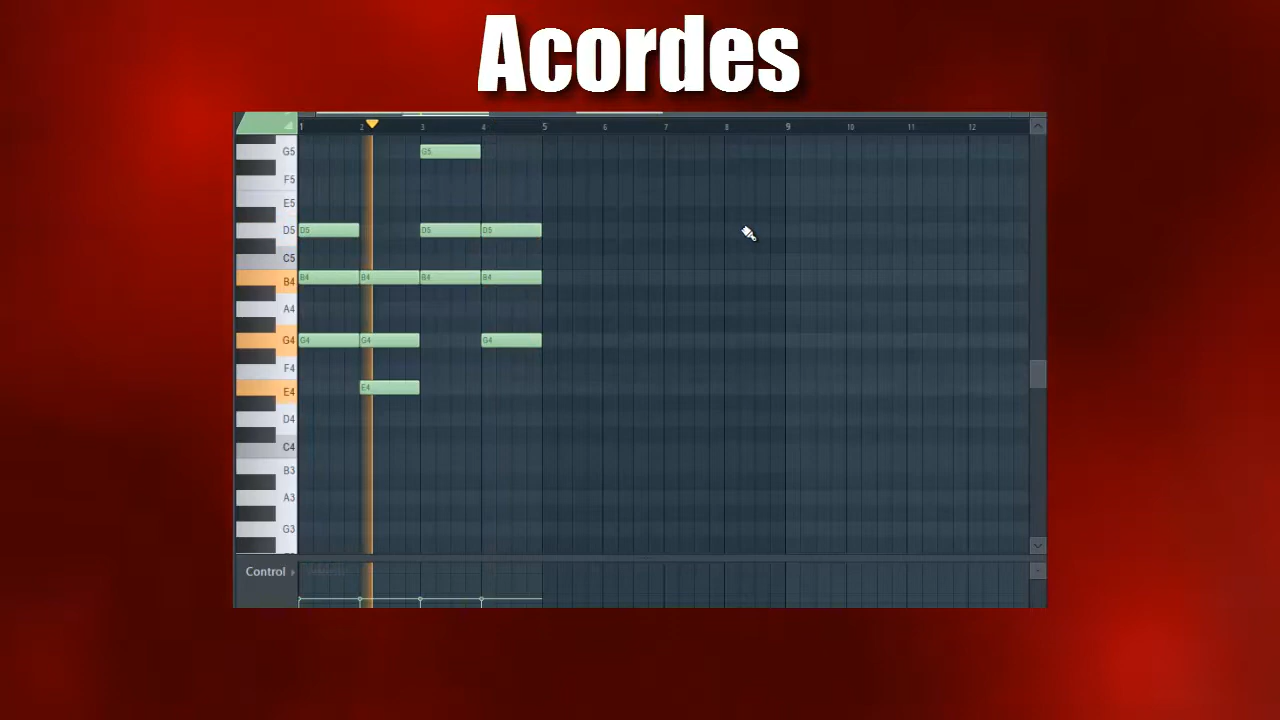 Acordes
1 2 3 4 5 6 7 8 9 10 11 12
G5 G5
F5
E5
D5 D5 D5 D5
C5
B4 B4 B4 B4 B4
A4
G4 G4 G4 G4
F4
E4 E4
D4
C4
B3
A3
G3
Control